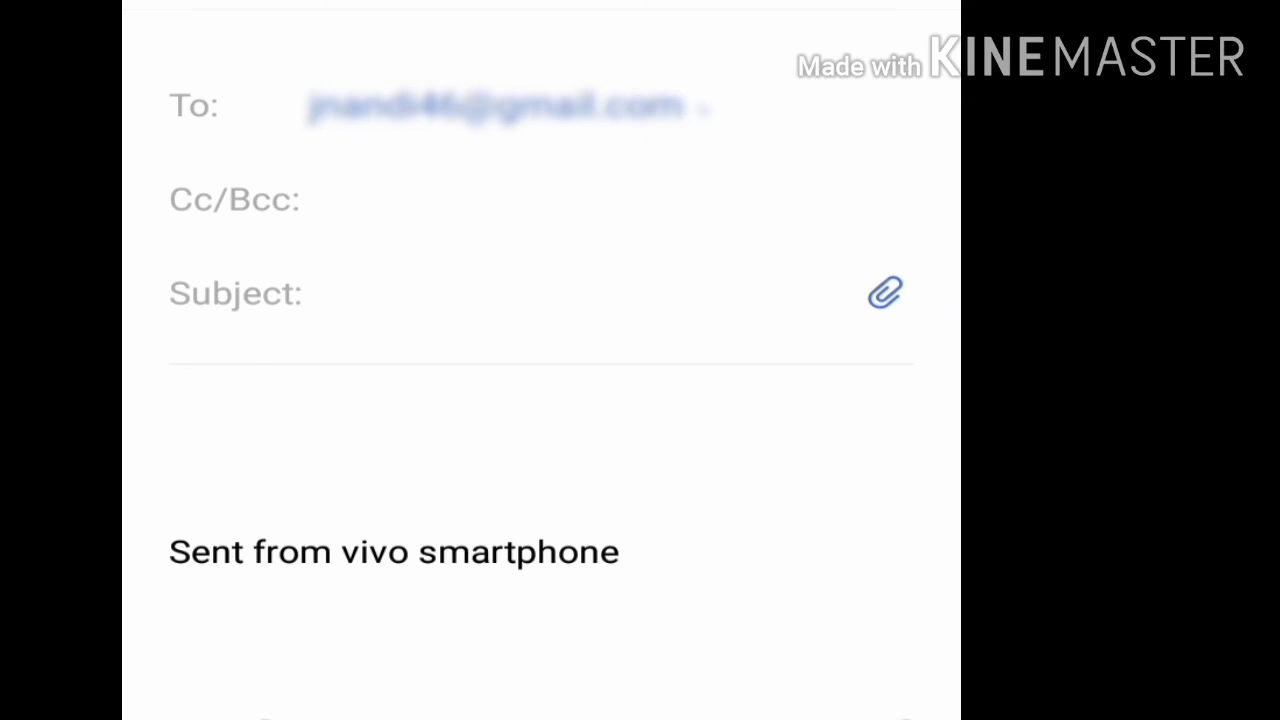 Made with KINEMASTER
To:
Cc/Bcc:
Subject:
Sent from vivo smartphone